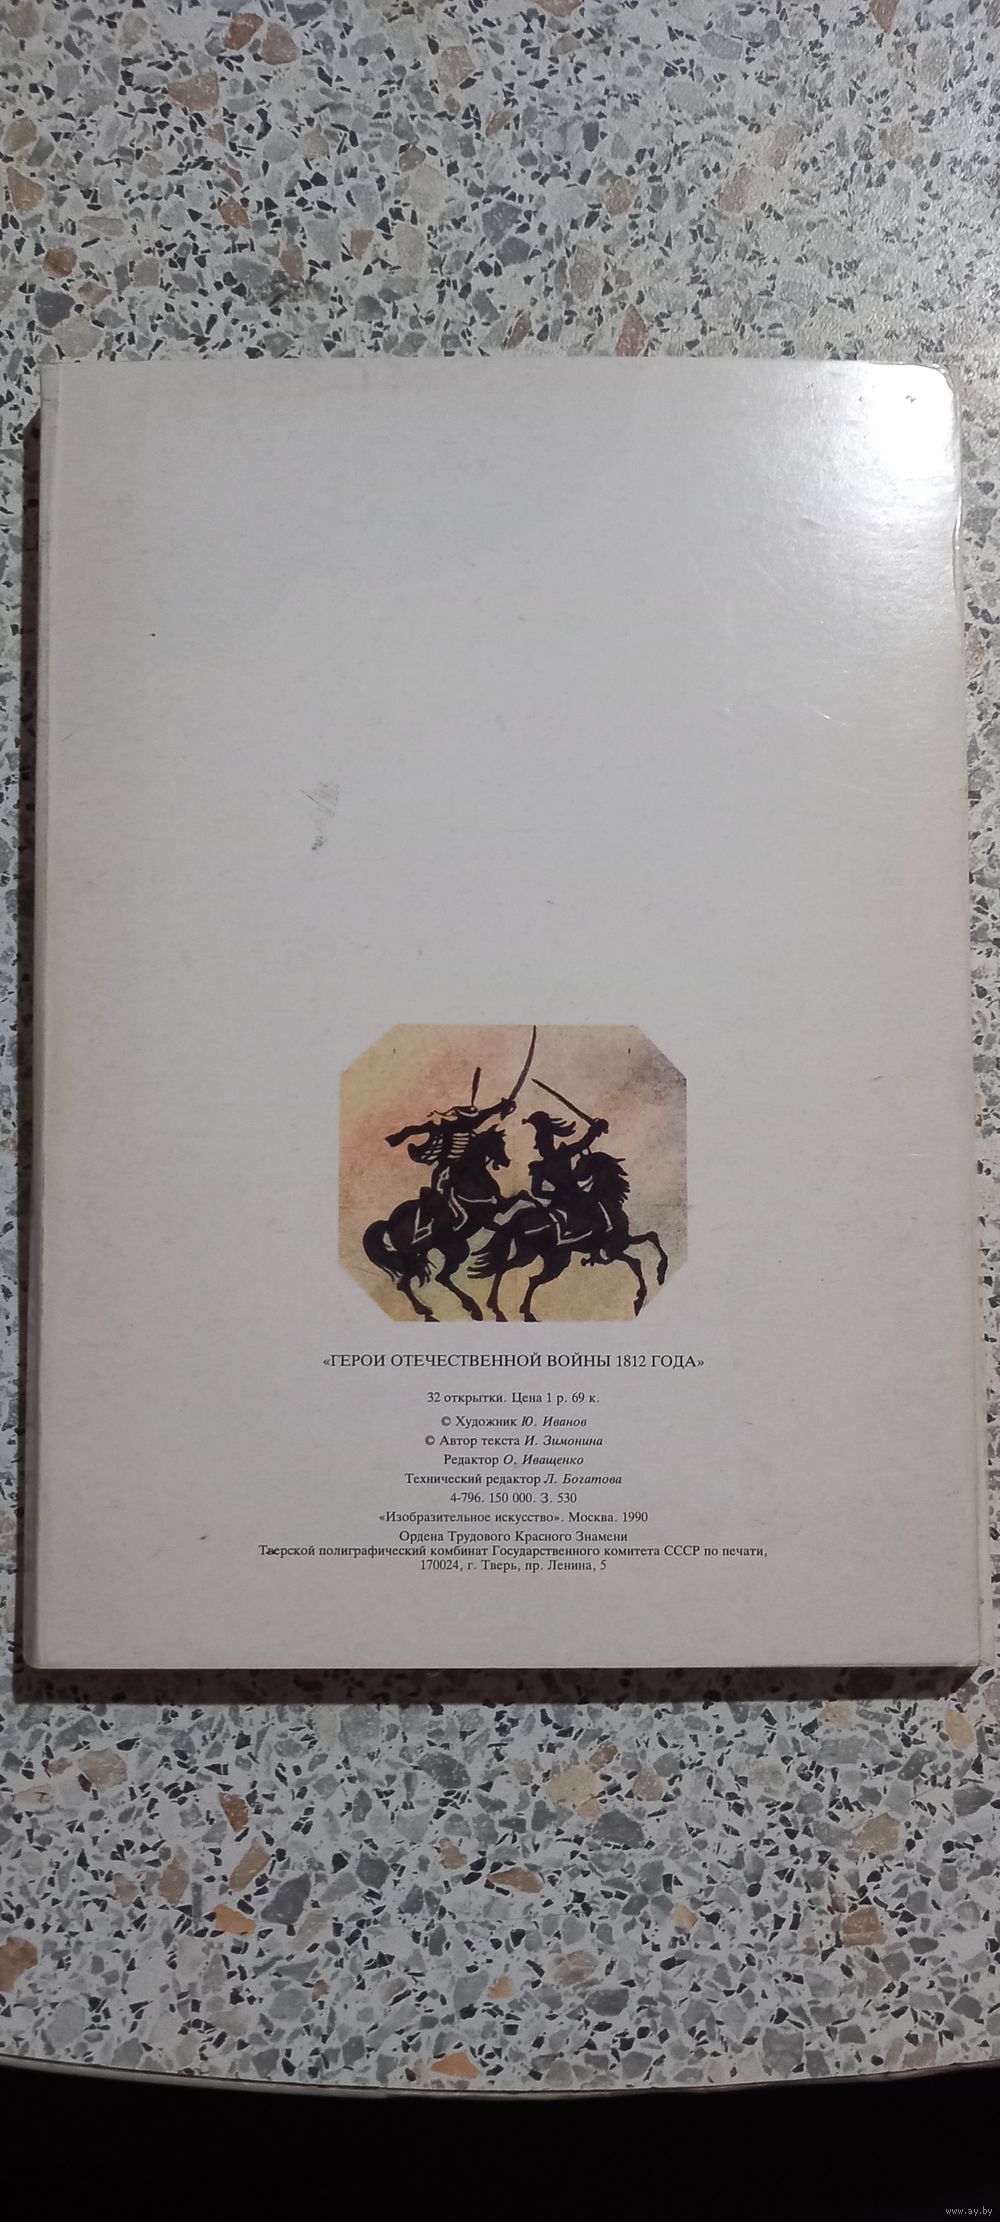 «ГЕРОИ ОТЕЧЕСТВЕННОЙ ВОЙНЫ 1812 ГОДА»
32 открытки. Цена 1 р. 69 к.
© Художник Ю. Иванов
© Автор текста И. Зимонина
Редактор О. Иващенко
Технический редактор Л. Богатова
4-796. 150 000. З. 530
«Изобразительное искусство». Москва. 1990
Ордена Трудового Красного Знамени
Тверской полиграфический комбинат Государственного комитета СССР по печати,
170024, г. Тверь, пр. Ленина, 5
www.ay.by